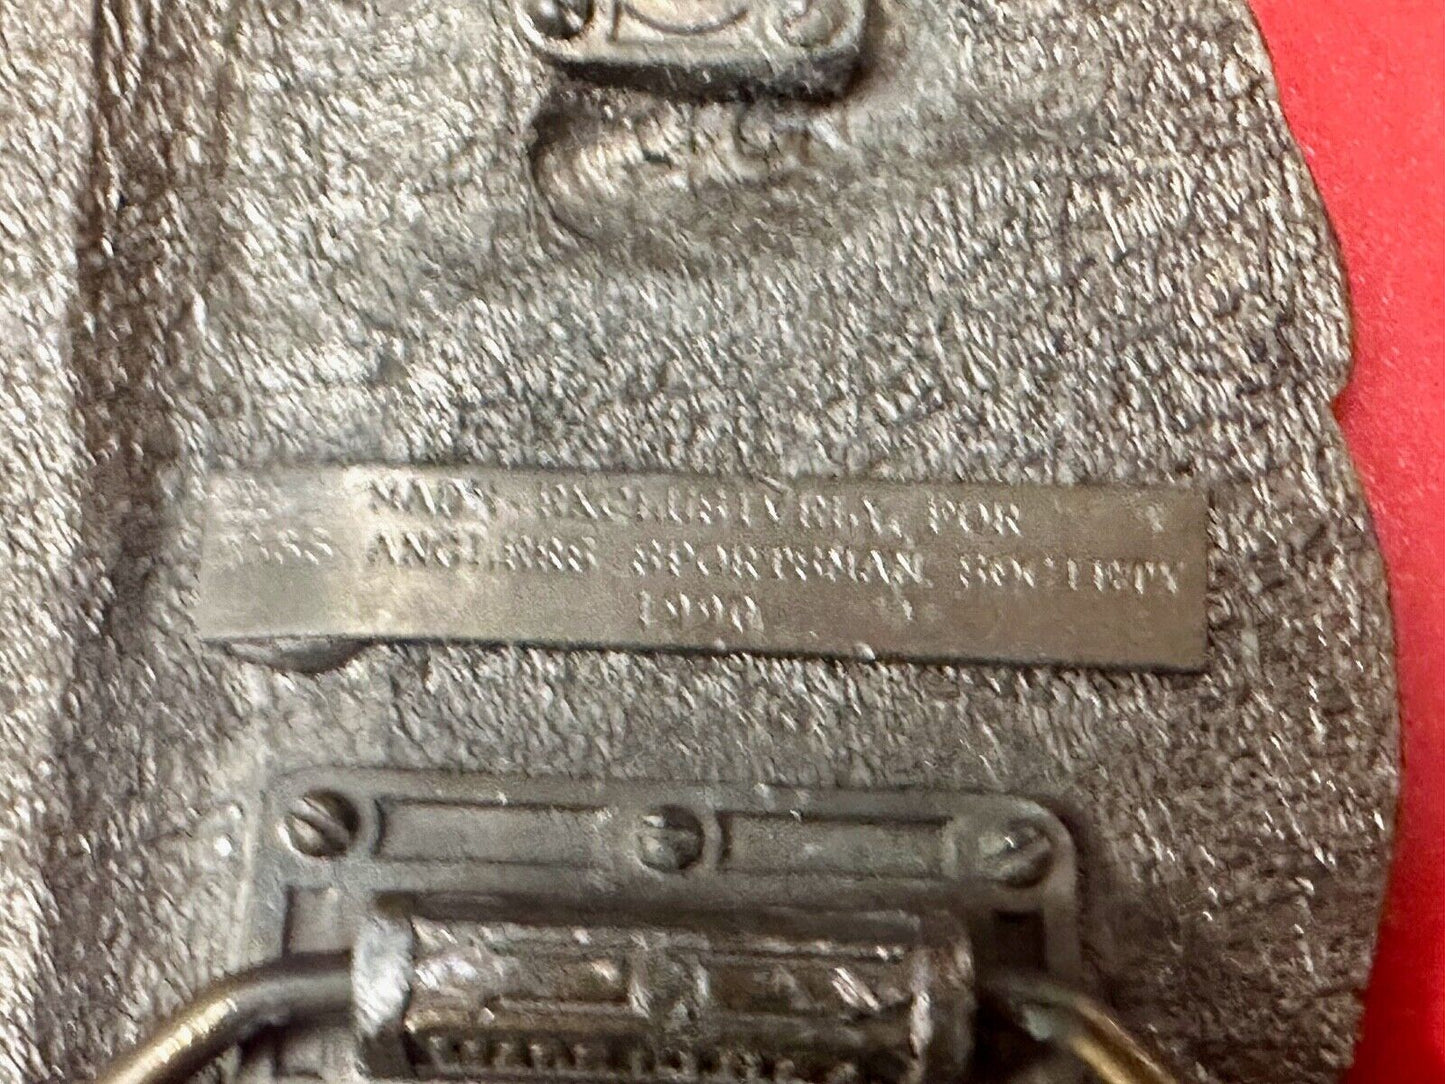 MADE EXCLUSIVELY FOR
ANGLERS SPORTSMAN SOCIETY
1990